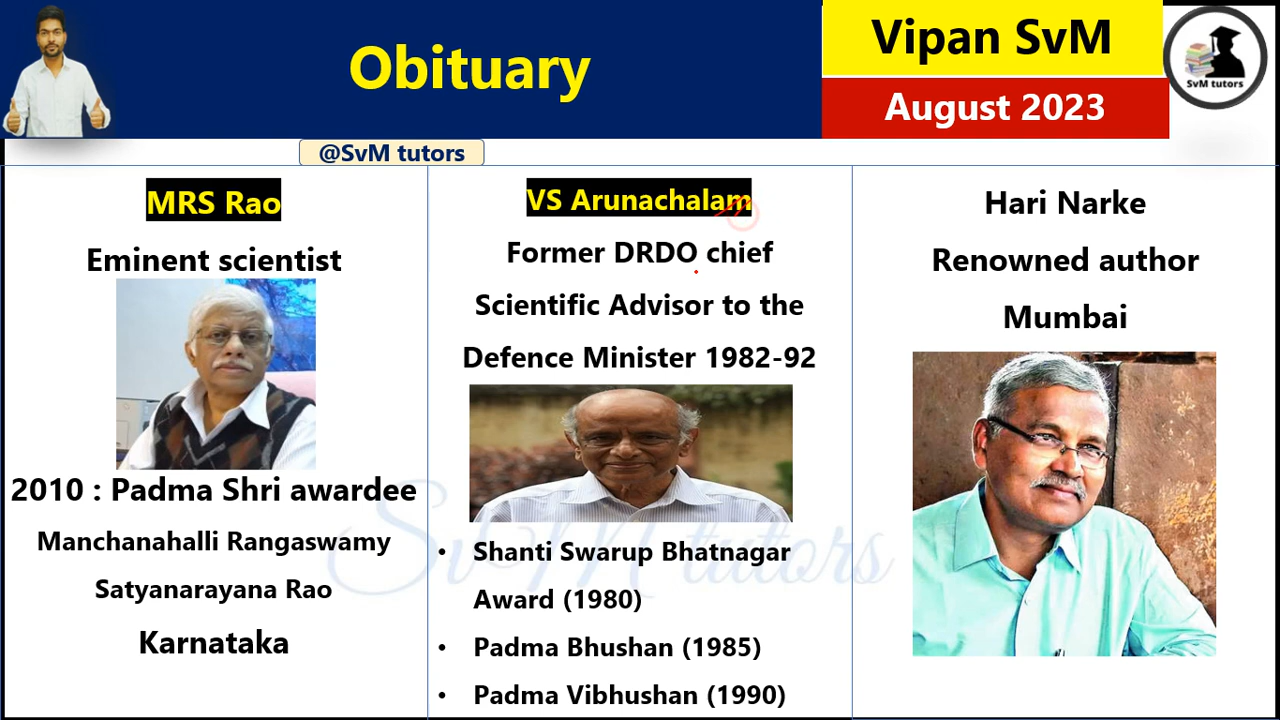 Obituary
Vipan SvM
August 2023
SvM tutors
@SvM tutors
MRS Rao
Eminent scientist
2010 : Padma Shri awardee
Manchanahalli Rangaswamy
Satyanarayana Rao
Karnataka
VS Arunachalam
Former DRDO chief
Scientific Advisor to the
Defence Minister 1982-92
• Shanti Swarup Bhatnagar
Award (1980)
• Padma Bhushan (1985)
• Padma Vibhushan (1990)
Hari Narke
Renowned author
Mumbai
SvM tutors